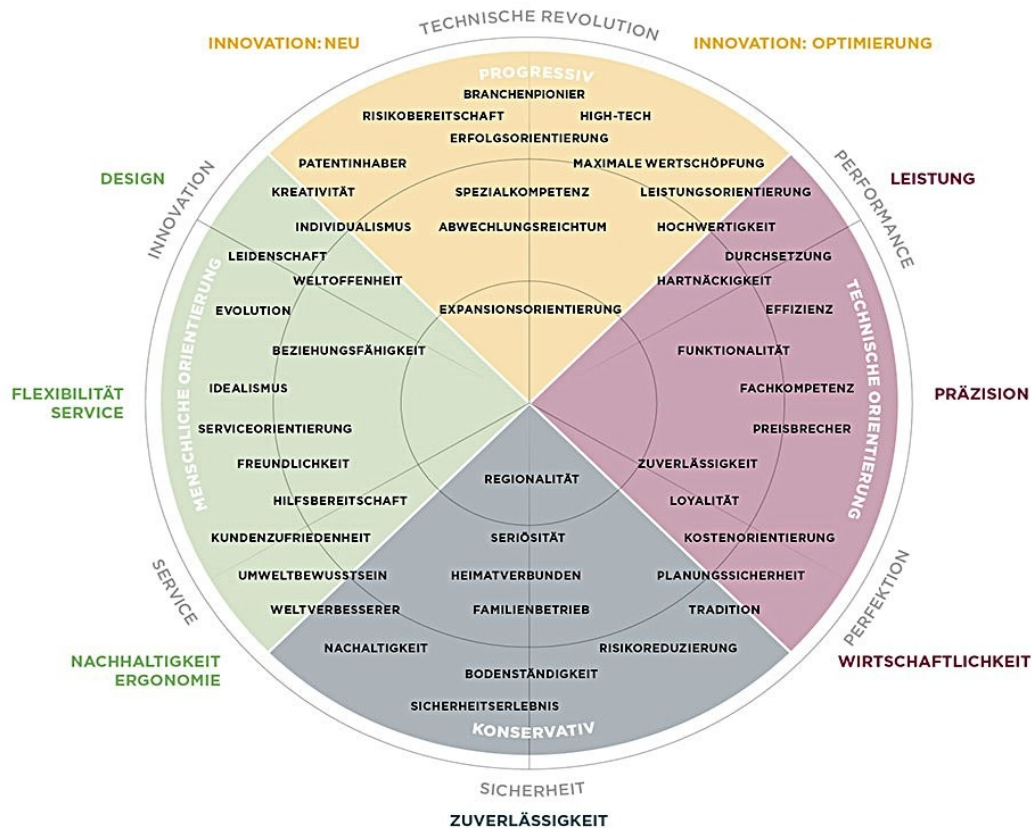 TECHNISCHE REVOLUTION
INNOVATION: NEU
INNOVATION: OPTIMIERUNG
PROGRESSIV
BRANCHENPIONIER
RISIKOBEREITSCHAFT
HIGH-TECH
ERFOLGSORIENTIERUNG
PATENTINHABER
MAXIMALE WERTSCHÖPFUNG
DESIGN
INNOVATION
PERFORMANCE
LEISTUNG
KREATIVITÄT
SPEZIALKOMPETENZ
LEISTUNGSORIENTIERUNG
INDIVIDUALISMUS
ABWECHLUNGSREICHTUM
HOCHWERTIGKEIT
LEIDENSCHAFT
DURCHSETZUNG
WELTOFFENHEIT
HARTNÄCKIGKEIT
EVOLUTION
EXPANSIONSORIENTIERUNG
EFFIZIENZ
BEZIEHUNGSFÄHIGKEIT
FUNKTIONALITÄT
MENSCHLICHE ORIENTIERUNG
TECHNISCHE ORIENTIERUNG
FLEXIBILITÄT
SERVICE
IDEALISMUS
FACHKOMPETENZ
PRÄZISION
SERVICEORIENTIERUNG
PREISBRECHER
FREUNDLICHKEIT
ZUVERLÄSSIGKEIT
REGIONALITÄT
HILFSBEREITSCHAFT
LOYALITÄT
KUNDENZUFRIEDENHEIT
SERIÖSITÄT
KOSTENORIENTIERUNG
UMWELTBEWUSSTSEIN
HEIMATVERBUNDEN
PLANUNGSSICHERHEIT
SERVICE
PERFEKTION
WELTVERBESSERER
FAMILIENBETRIEB
TRADITION
NACHALTIGKEIT
RISIKOREDUZIERUNG
NACHHALTIGKEIT
ERGONOMIE
WIRTSCHAFTLICHKEIT
BODENSTÄNDIGKEIT
SICHERHEITSERLEBNIS
KONSERVATIV
SICHERHEIT
ZUVERLÄSSIGKEIT